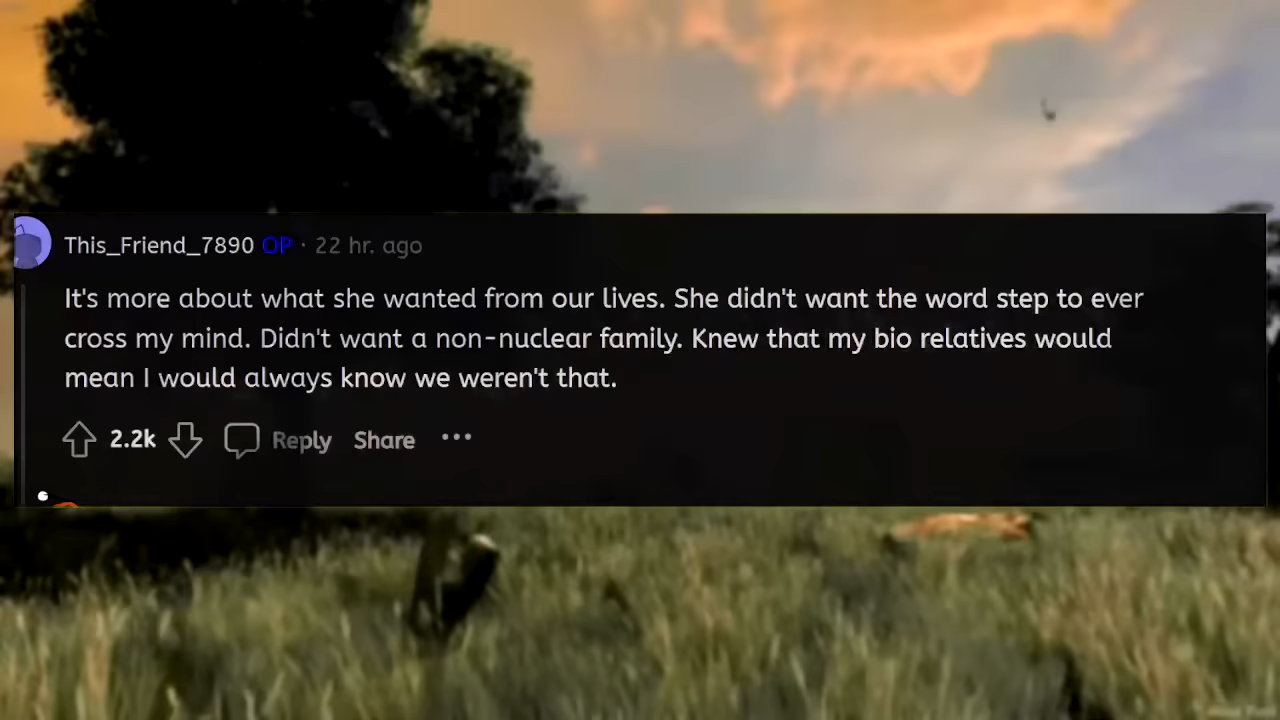 This_Friend_7890 OP · 22 hr. ago
It's more about what she wanted from our lives. She didn't want the word step to ever
cross my mind. Didn't want a non-nuclear family. Knew that my bio relatives would
mean I would always know we weren't that.
2.2k Reply Share ···